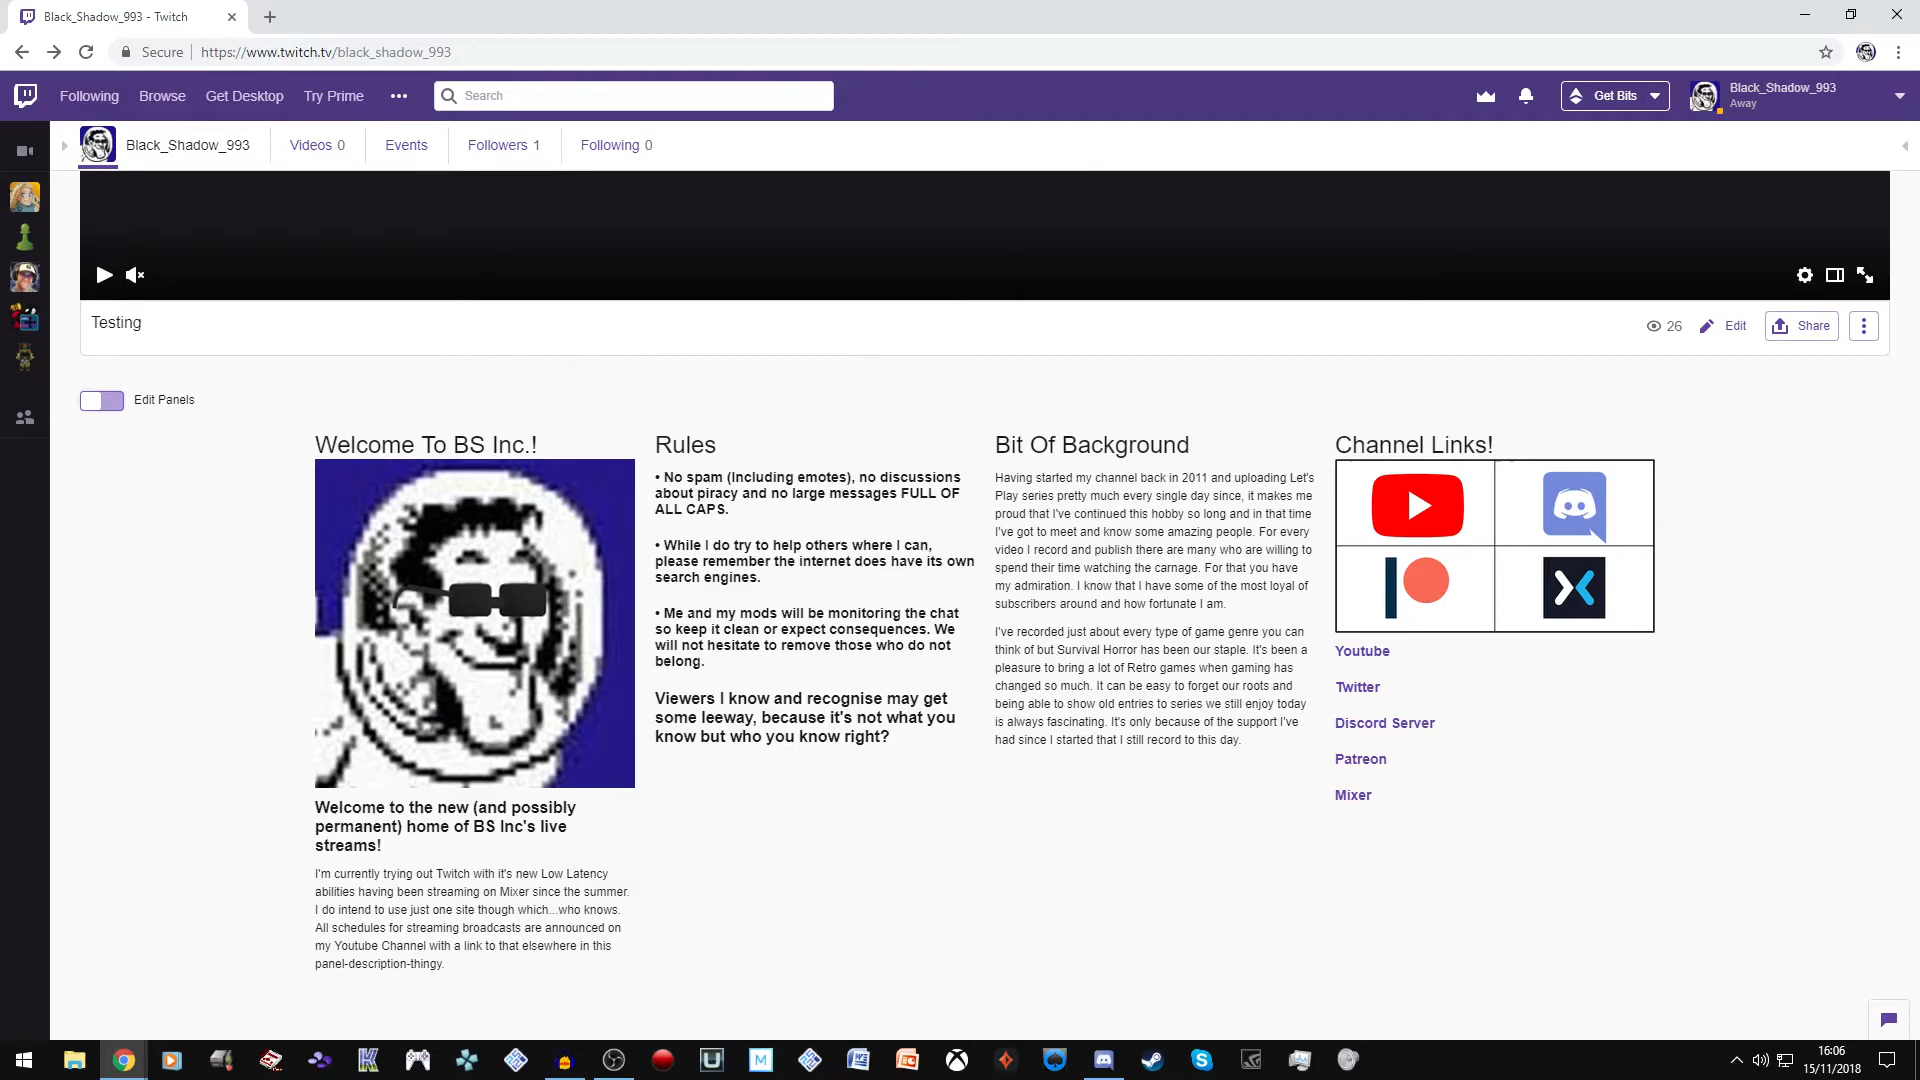 Black_Shadow_993 - Twitch
Secure
https://www.twitch.tv/black_shadow_993
Following
Browse
Get Desktop
Try Prime
Search
Get Bits
Black_Shadow_993
Away
Black_Shadow_993
Videos 0
Events
Followers 1
Following 0
Testing
26
Edit
Share
Edit Panels
Welcome To BS Inc.!
Welcome to the new (and possibly
permanent) home of BS Inc's live
streams!
I'm currently trying out Twitch with it's new Low Latency
abilities having been streaming on Mixer since the summer.
I do intend to use just one site though which...who knows.
All schedules for streaming broadcasts are announced on
my Youtube Channel with a link to that elsewhere in this
panel-description-thingy.
Rules
• No spam (Including emotes), no discussions
about piracy and no large messages FULL OF
ALL CAPS.
• While I do try to help others where I can,
please remember the internet does have its own
search engines.
• Me and my mods will be monitoring the chat
so keep it clean or expect consequences. We
will not hesitate to remove those who do not
belong.
Viewers I know and recognise may get
some leeway, because it's not what you
know but who you know right?
Bit Of Background
Having started my channel back in 2011 and uploading Let's
Play series pretty much every single day since, it makes me
proud that I've continued this hobby so long and in that time
I've got to meet and know some amazing people. For every
video I record and publish there are many who are willing to
spend their time watching the carnage. For that you have
my admiration. I know that I have some of the most loyal of
subscribers around and how fortunate I am.
I've recorded just about every type of game genre you can
think of but Survival Horror has been our staple. It's been a
pleasure to bring a lot of Retro games when gaming has
changed so much. It can be easy to forget our roots and
being able to show old entries to series we still enjoy today
is always fascinating. It's only because of the support I've
had since I started that I still record to this day.
Channel Links!
Youtube
Twitter
Discord Server
Patreon
Mixer
16:06
15/11/2018